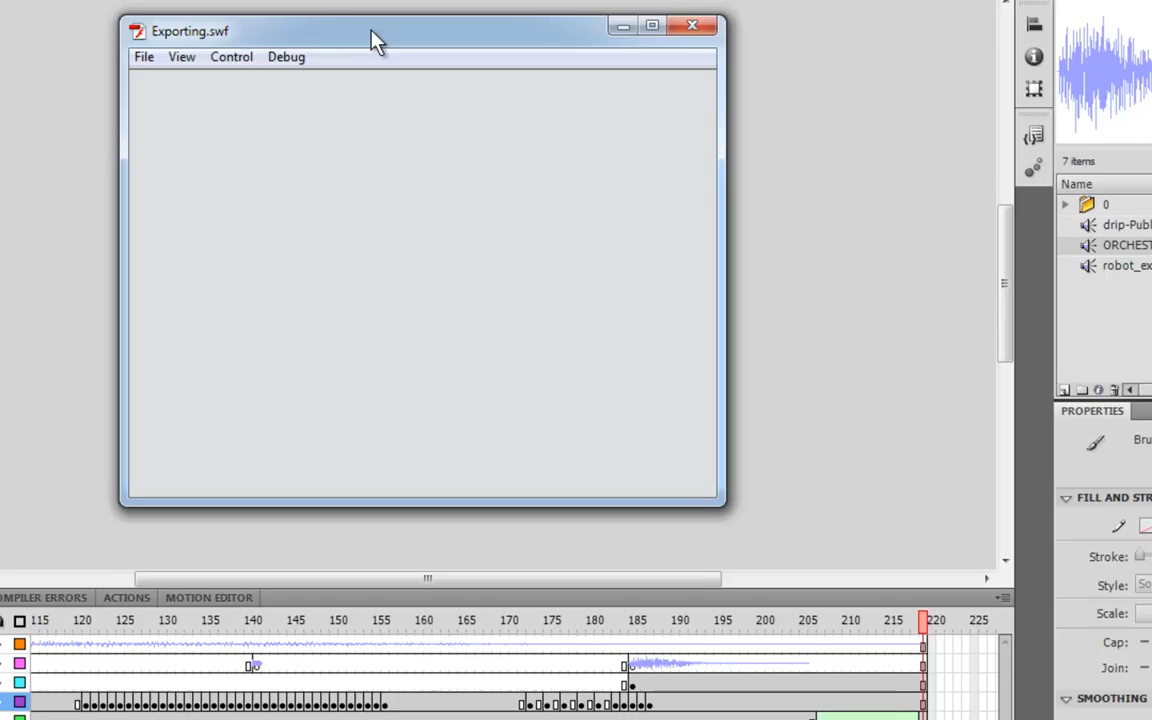 Exporting.swf
File View Control Debug
7 items
Name
0
drip-Publ
ORCHEST
robot_ex
PROPERTIES
Bru
FILL AND STR
Stroke:
Style: So
Scale:
Cap:
Join:
SMOOTHING
MPILER ERRORS ACTIONS MOTION EDITOR
115 120 125 130 135 140 145 150 155 160 165 170 175 180 185 190 195 200 205 210 215 220 225